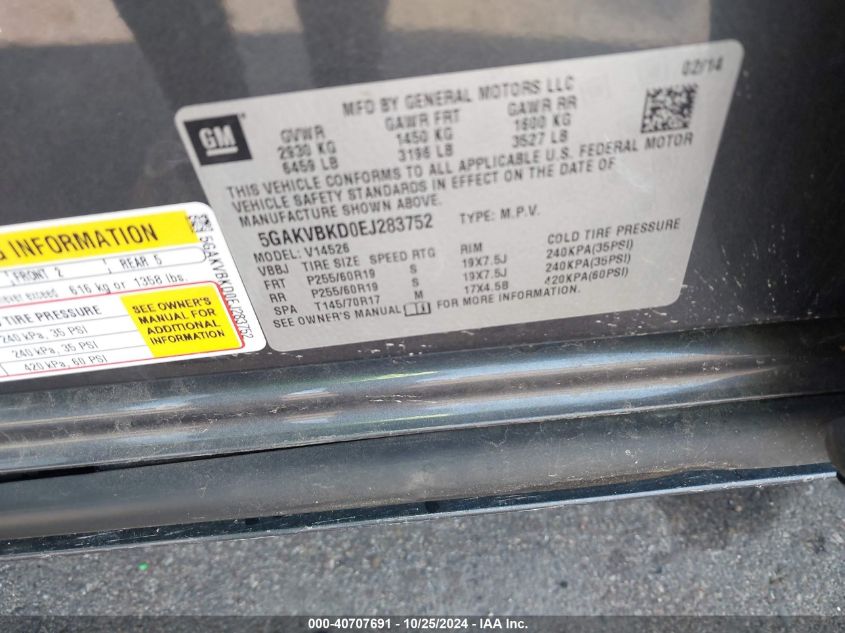 02/14
MFD BY GENERAL MOTORS LLC
GM
GVWR GAWR FRT GAWR RR
2930 KG 1450 KG 1600 KG
6459 LB 3196 LB 3527 LB
THIS VEHICLE CONFORMS TO ALL APPLICABLE U.S. FEDERAL MOTOR
VEHICLE SAFETY STANDARDS IN EFFECT ON THE DATE OF
MANUFACTURE SHOWN ABOVE.
5GAKVBKD0EJ283752 TYPE: M.P.V.
MODEL: V14526
VBBJ TIRE SIZE SPEED RTG RIM COLD TIRE PRESSURE
FRT P255/60R19 S 19X7.5J 240KPA(35PSI)
RR P255/60R19 S 19X7.5J 240KPA(35PSI)
SPA T145/70R17 M 17X4.5B 420KPA(60PSI)
SEE OWNER'S MANUAL
G INFORMATION
FRONT 2 REAR 5
never exceed 616 kg or 1358 lbs.
D TIRE PRESSURE
240 kPa, 35 PSI
240 kPa, 35 PSI
420 kPa, 60 PSI
SEE OWNER'S
MANUAL FOR
ADDITIONAL
INFORMATION
5GAKVBKD0EJ283752
000-40707691 - 10/25/2024 - IAA Inc.